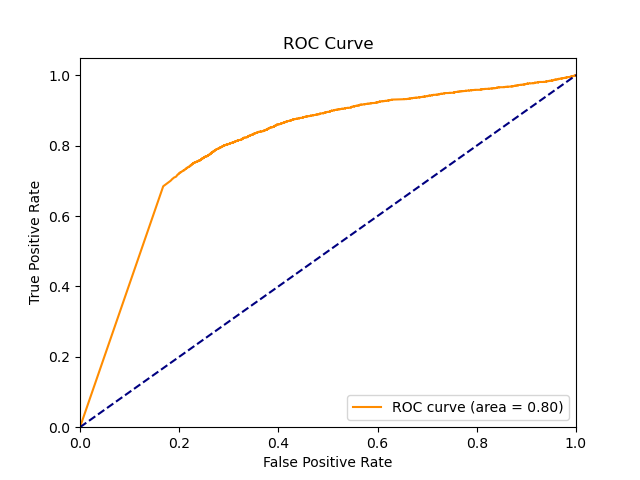 ROC Curve
1.0
0.8
0.6
0.4
0.2
0.0
True Positive Rate
ROC curve (area = 0.80)
0.0 0.2 0.4 0.6 0.8 1.0
False Positive Rate